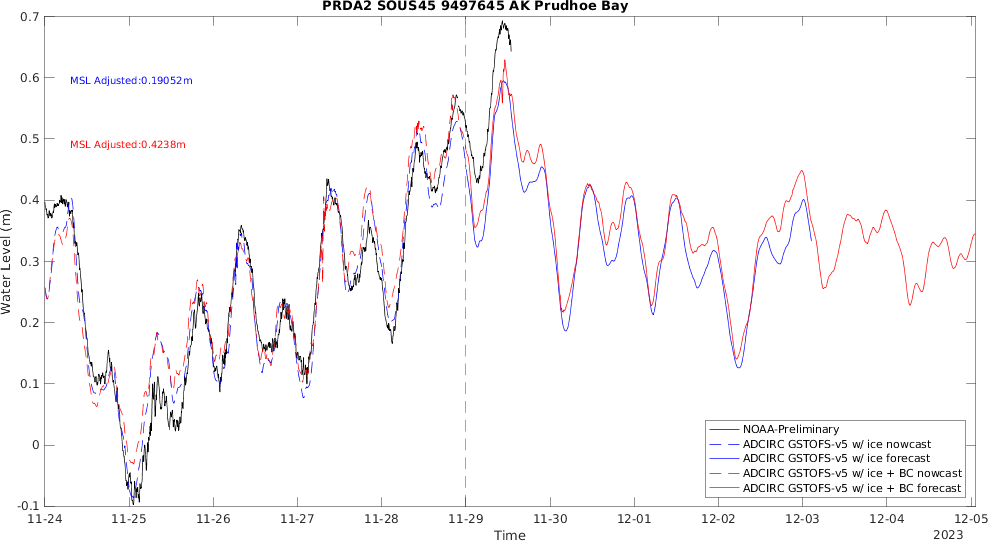 PRDA2 SOUS45 9497645 AK Prudhoe Bay
0.7
0.6
0.5
0.4
0.3
0.2
0.1
0
-0.1
Water Level (m)
MSL Adjusted:0.19052m
MSL Adjusted:0.4238m
NOAA-Preliminary
ADCIRC GSTOFS-v5 w/ ice nowcast
ADCIRC GSTOFS-v5 w/ ice forecast
ADCIRC GSTOFS-v5 w/ ice + BC nowcast
ADCIRC GSTOFS-v5 w/ ice + BC forecast
11-24 11-25 11-26 11-27 11-28 11-29 11-30 12-01 12-02 12-03 12-04 12-05
Time
2023